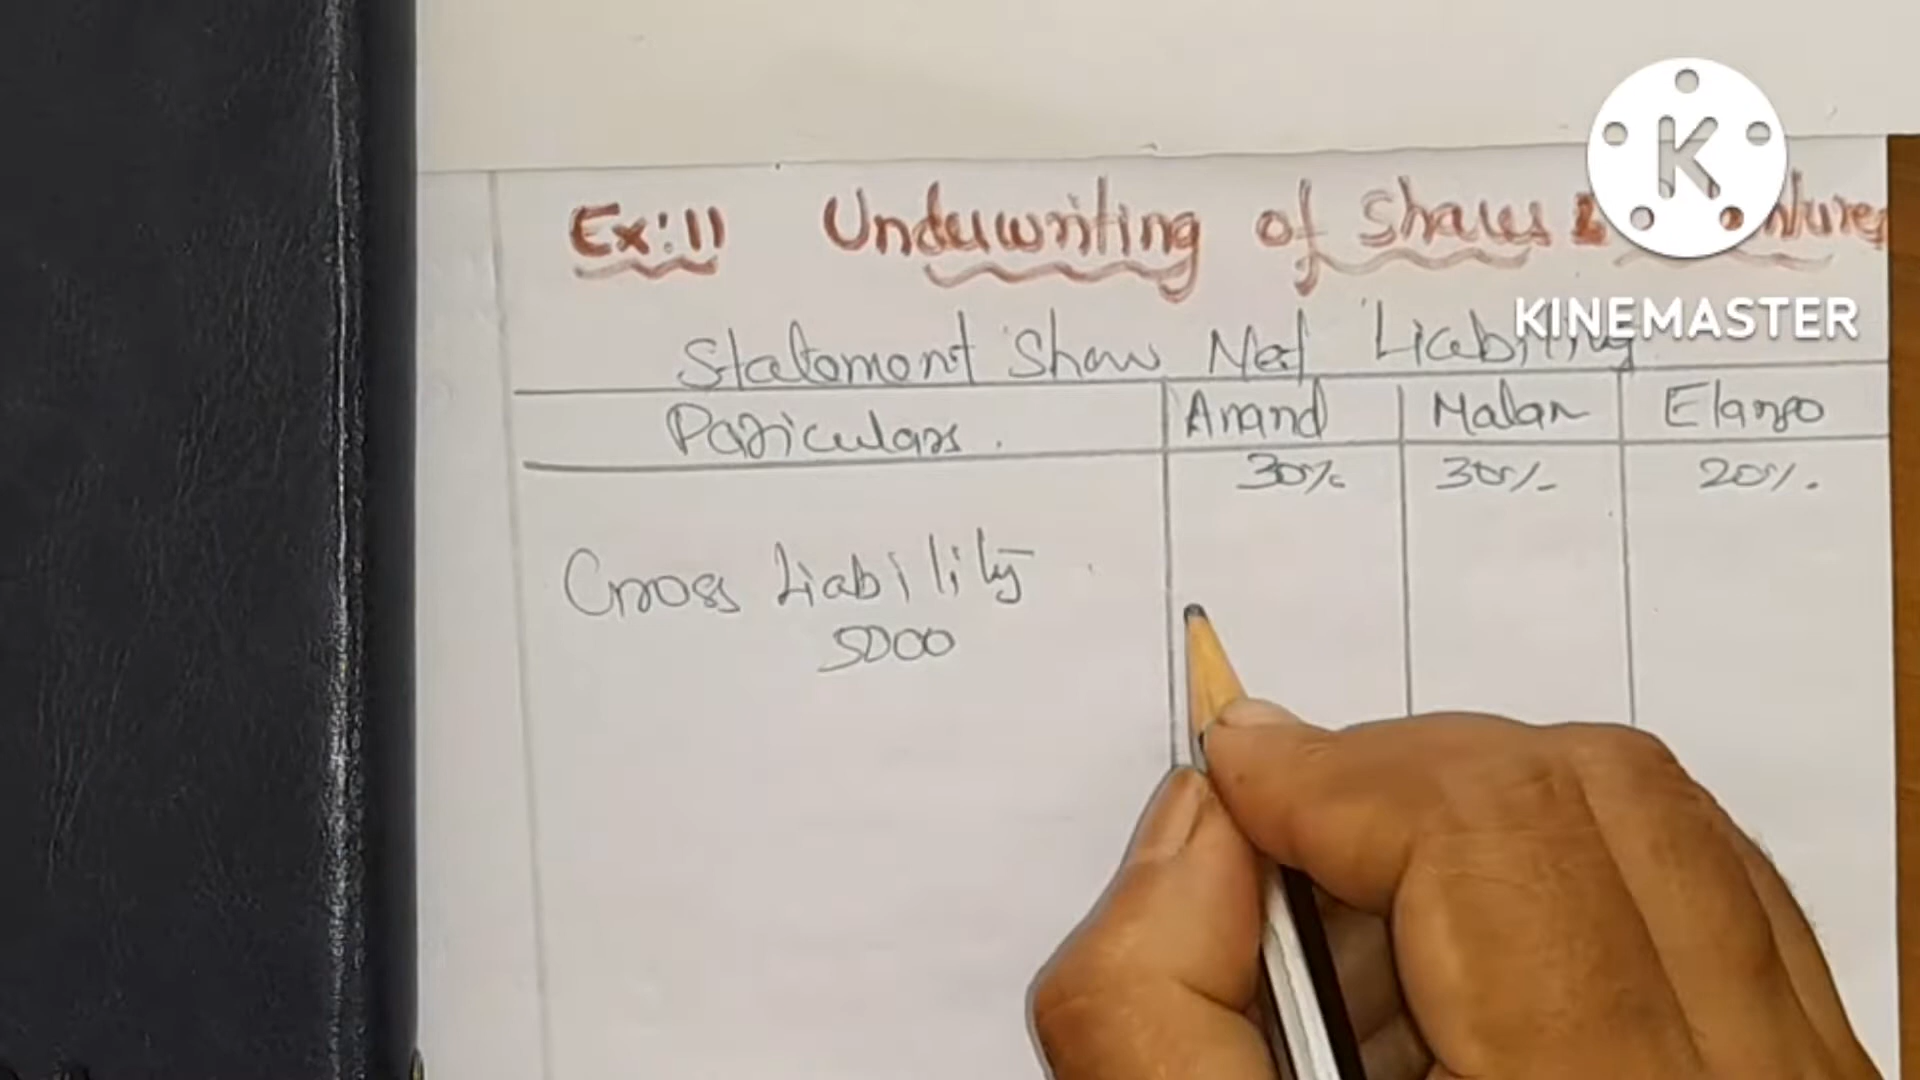 Ex: 11 Underwriting of Shares &
KINEMASTER
Statement Show Net Liability
Pariculars. Anand Malar Elango
30% 30% 20%.
Gross Liability
5000